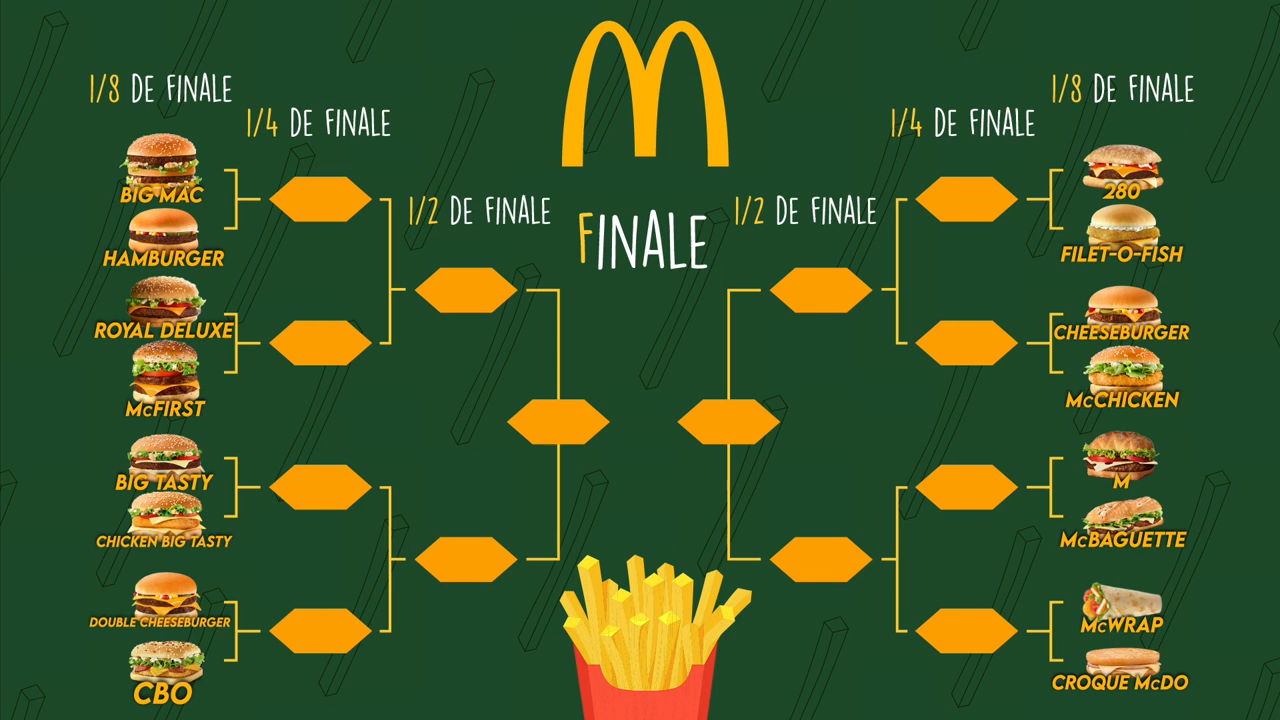 1/8 DE FINALE
1/4 DE FINALE
1/2 DE FINALE
FINALE
1/2 DE FINALE
1/4 DE FINALE
1/8 DE FINALE
BIG MAC
HAMBURGER
ROYAL DELUXE
McFIRST
BIG TASTY
CHICKEN BIG TASTY
DOUBLE CHEESEBURGER
CBO
280
FILET-O-FISH
CHEESEBURGER
McCHICKEN
M
McBAGUETTE
McWRAP
CROQUE McDO